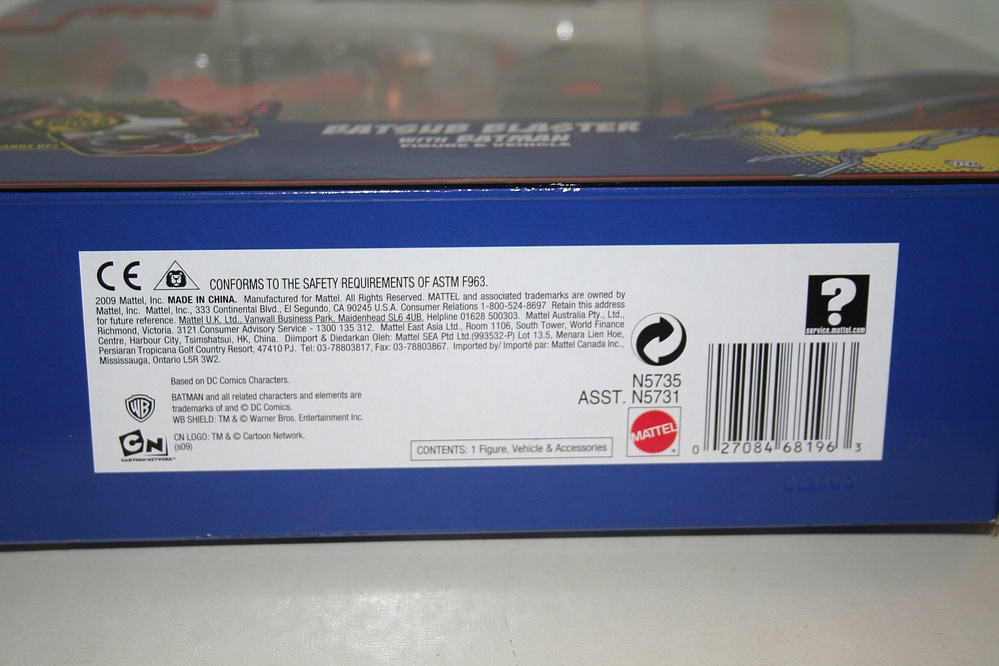 BATSUB BLASTER
WITH BATMAN
FIGURE & VEHICLE
DC
CE
CONFORMS TO THE SAFETY REQUIREMENTS OF ASTM F963.
2009 Mattel, Inc. MADE IN CHINA. Manufactured for Mattel. All Rights Reserved. MATTEL and associated trademarks are owned by
Mattel, Inc. Mattel, Inc., 333 Continental Blvd., El Segundo, CA 90245 U.S.A. Consumer Relations 1-800-524-8697 Retain this address
for future reference. Mattel U.K. Ltd., Vanwall Business Park, Maidenhead SL6 4UB, Helpline 01628 500303. Mattel Australia Pty., Ltd.,
Richmond, Victoria. 3121.Consumer Advisory Service - 1300 135 312. Mattel East Asia Ltd., Room 1106, South Tower, World Finance
Centre, Harbour City, Tsimshatsui, HK, China. Diimport & Diedarkan Oleh: Mattel SEA Ptd Ltd.(993532-P) Lot 13.5, Menara Lien Hoe,
Persiaran Tropicana Golf Country Resort, 47410 PJ. Tel: 03-78803817, Fax: 03-78803867. Imported by/ Importé par: Mattel Canada Inc.,
Mississauga, Ontario L5R 3W2.
?
service.mattel.com
Based on DC Comics Characters.
WB
BATMAN and all related characters and elements are
trademarks of and © DC Comics.
WB SHIELD: TM & © Warner Bros. Entertainment Inc.
CN
CARTOON NETWORK
CN LOGO: TM & © Cartoon Network.
(s09)
CONTENTS: 1 Figure, Vehicle & Accessories
N5735
ASST. N5731
MATTEL
0 27084 68196 3